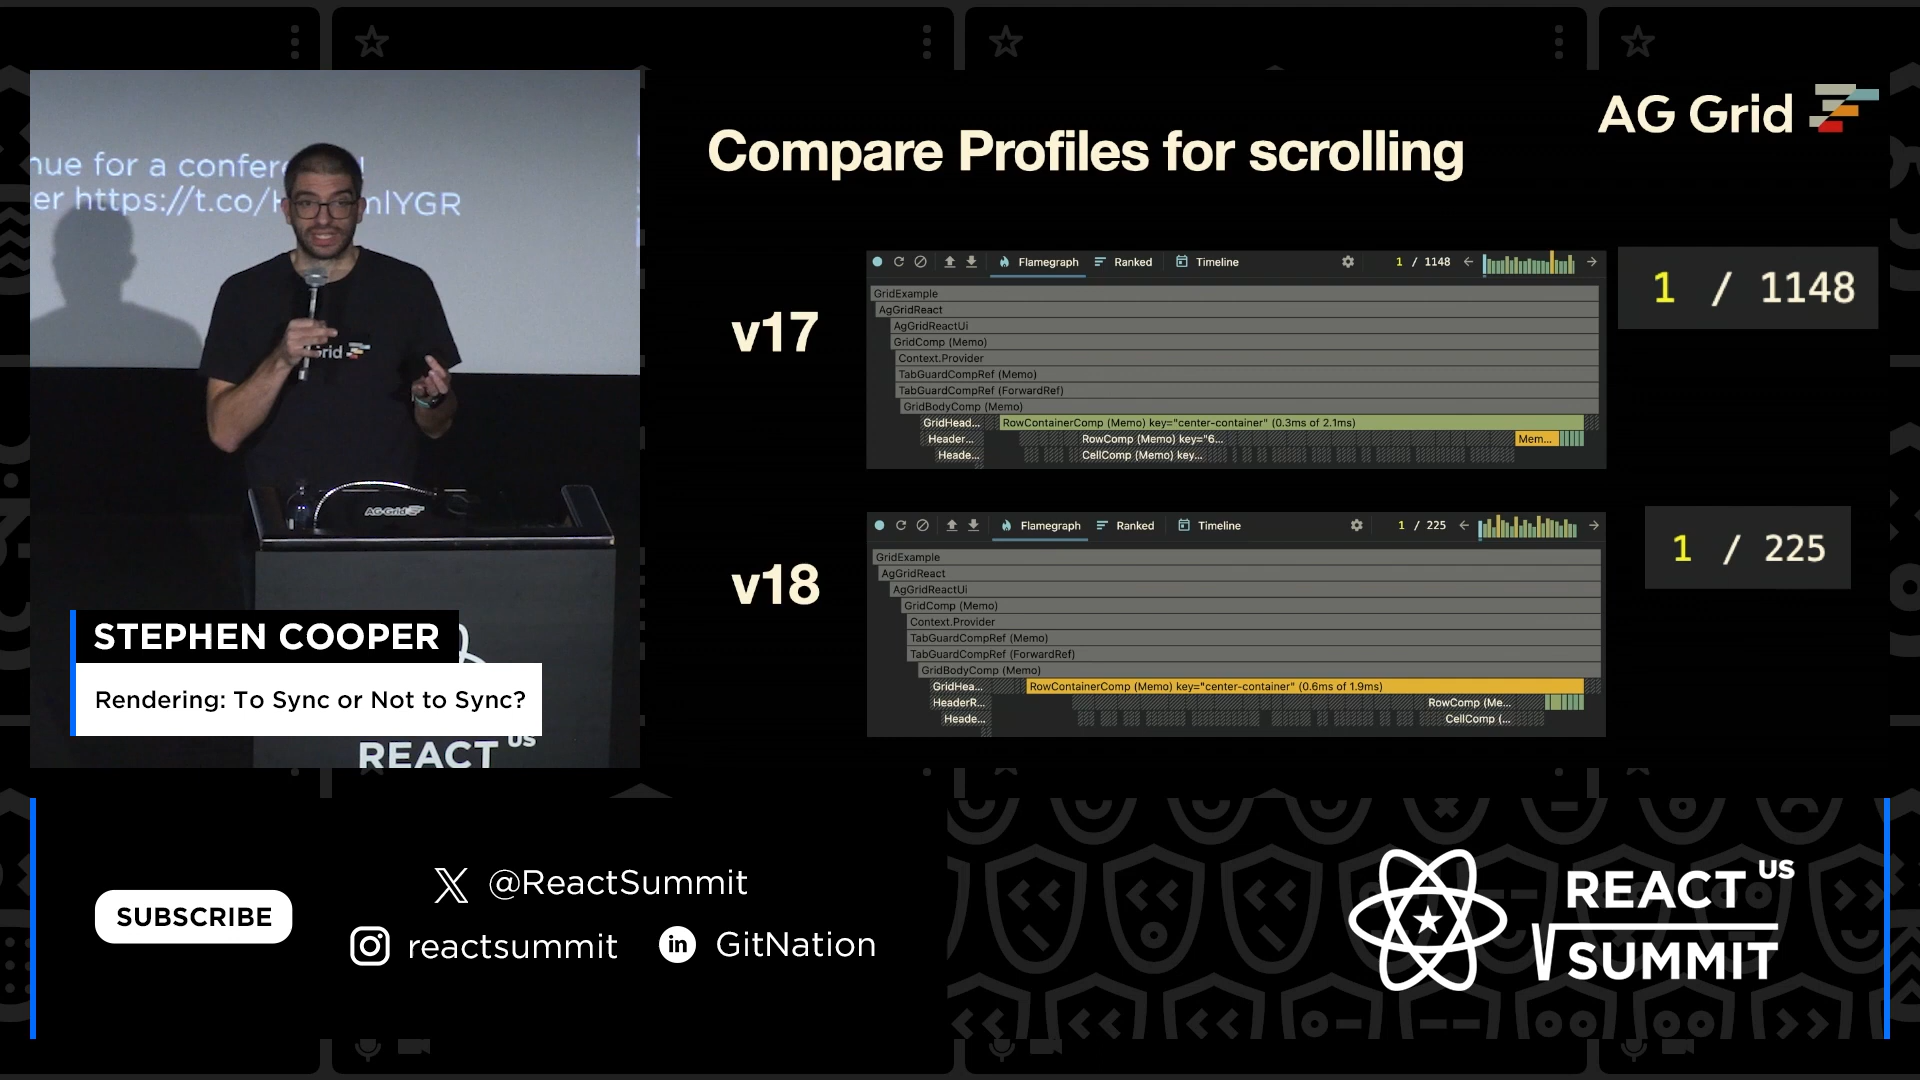 nue for a confer
er https://t.co/H mlYGR
grid
AG Grid
REACT US
STEPHEN COOPER
Rendering: To Sync or Not to Sync?
AG Grid
Compare Profiles for scrolling
v17
Flamegraph Ranked Timeline 1 / 1148
GridExample
AgGridReact
AgGridReactUi
GridComp (Memo)
Context.Provider
TabGuardCompRef (Memo)
TabGuardCompRef (ForwardRef)
GridBodyComp (Memo)
GridHead... RowContainerComp (Memo) key="center-container" (0.3ms of 2.1ms)
Header... RowComp (Memo) key="6... Mem...
Heade... CellComp (Memo) key...
1 / 1148
v18
Flamegraph Ranked Timeline 1 / 225
GridExample
AgGridReact
AgGridReactUi
GridComp (Memo)
Context.Provider
TabGuardCompRef (Memo)
TabGuardCompRef (ForwardRef)
GridBodyComp (Memo)
GridHea... RowContainerComp (Memo) key="center-container" (0.6ms of 1.9ms)
HeaderR... RowComp (Me...
Heade... CellComp (...
1 / 225
SUBSCRIBE
@ReactSummit
reactsummit
GitNation
REACT US
SUMMIT